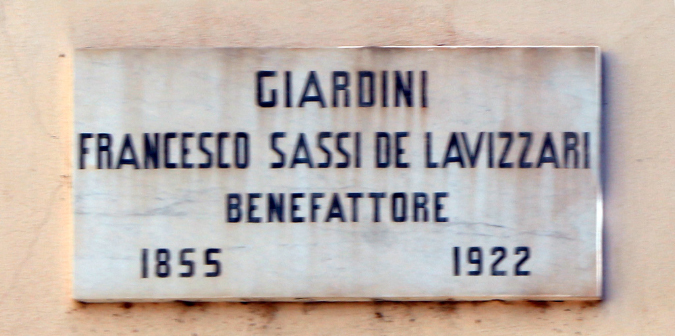 GIARDINI
FRANCESCO SASSI DE LAVIZZARI
BENEFATTORE
1855 1922